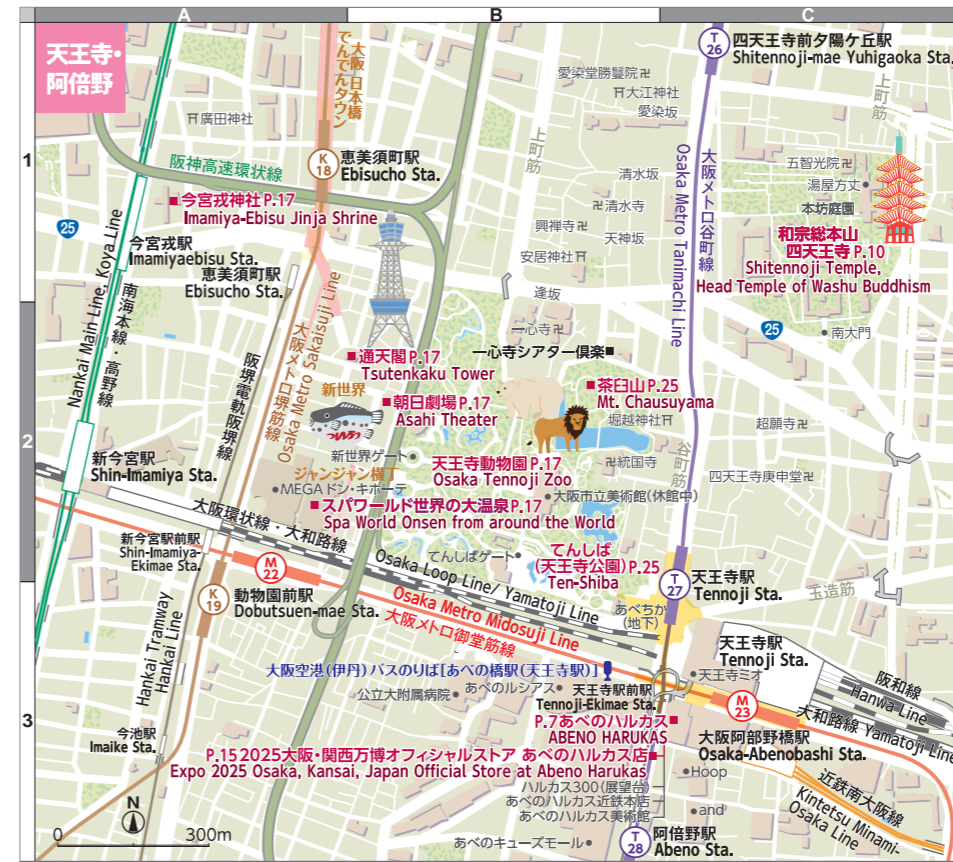 A
B
C
天王寺・
阿倍野
1
2
3
大阪 日本橋
でんでんタウン
T
26
四天王寺前夕陽ケ丘駅
Shitennoji-mae Yuhigaoka Sta.
愛染堂勝鬘院卍
大江神社
愛染坂
上町筋
上町筋
廣田神社
阪神高速環状線
K
18
恵美須町駅
Ebisucho Sta.
清水坂
卍清水寺
興禅寺卍
天神坂
安居神社
五智光院卍
湯屋方丈
本坊庭園
今宮戎神社 P.17
Imamiya-Ebisu Jinja Shrine
25
和宗総本山
四天王寺 P.10
Shitennoji Temple,
Head Temple of Washu Buddhism
今宮戎駅
Imamiyaebisu Sta.
恵美須町駅
Ebisucho Sta.
大阪メトロ谷町線
Osaka Metro Tanimachi Line
逢坂
一心寺卍
25
南大門
Nankai Main Line, Koya Line
南海本線・高野線
阪堺電軌阪堺線
大阪メトロ堺筋線
Osaka Metro Sakaisuji Line
通天閣 P.17
Tsutenkaku Tower
一心寺シアター倶楽
新世界
朝日劇場 P.17
Asahi Theater
茶臼山 P.25
Mt. Chausuyama
堀越神社
超願寺卍
谷町筋
新世界ゲート
ジャンジャン横丁
MEGAドン・キホーテ
天王寺動物園 P.17
Osaka Tennoji Zoo
卍統国寺
四天王寺庚申堂卍
大阪市立美術館(休館中)
新今宮駅
Shin-Imamiya Sta.
スパワールド世界の大温泉 P.17
Spa World Onsen from around the World
大阪環状線・大和路線
Osaka Loop Line/ Yamatoji Line
新今宮駅前駅
Shin-Imamiya-
Ekimae Sta.
てんしばゲート
てんしば
(天王寺公園) P.25
Ten-Shiba
M
22
T
27
天王寺駅
Tennoji Sta.
玉造筋
K
19
動物園前駅
Dobutsuen-mae Sta.
Osaka Metro Midosuji Line
大阪メトロ御堂筋線
あべちか
(地下)
天王寺駅
Tennoji Sta.
天王寺ミオ
Hankai Tramway
Hankai Line
大阪空港(伊丹)バスのりば[あべの橋駅(天王寺駅)]
公立大附属病院
あべのルシアス
天王寺駅前駅
Tennoji-Ekimae Sta.
M
23
阪和線
Hanwa Line
大和路線 Yamatoji Line
今池駅
Imaike Sta.
P.7あべのハルカス
ABENO HARUKAS
大阪阿部野橋駅
Osaka-Abenobashi Sta.
P.15 2025大阪・関西万博オフィシャルストア あべのハルカス店
Expo 2025 Osaka, Kansai, Japan Official Store at Abeno Harukas
Hoop
ハルカス300(展望台)
あべのハルカス近鉄本店
あべのハルカス美術館
and
近鉄南大阪線
Kintetsu Minami-
Osaka Line
N
0
300m
あべのキューズモール
T
28
阿倍野駅
Abeno Sta.